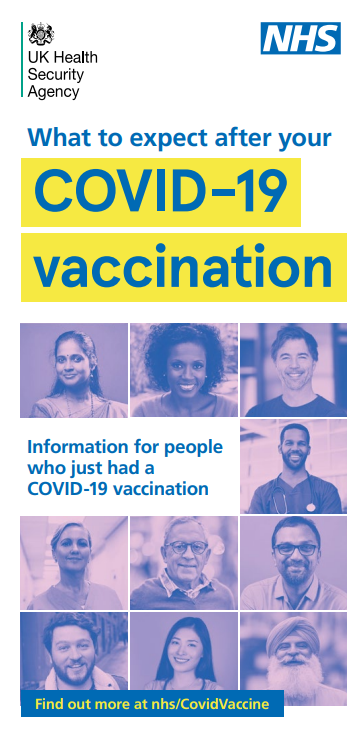 UK Health
Security
Agency
NHS
What to expect after your
COVID-19
vaccination
Information for people
who just had a
COVID-19 vaccination
Find out more at nhs/CovidVaccine